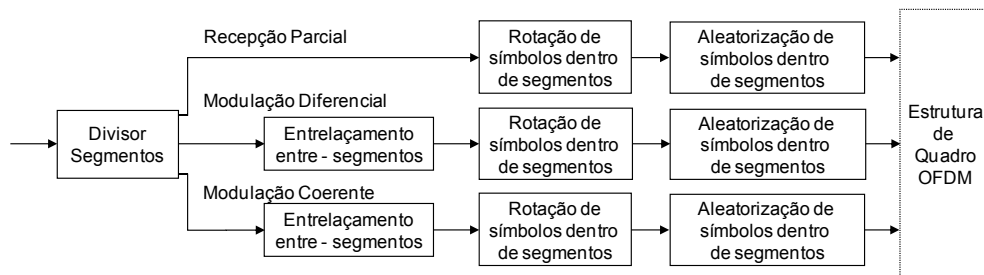 Recepção Parcial
Rotação de
símbolos dentro
de segmentos
Aleatorização de
símbolos dentro
de segmentos
Modulação Diferencial
Divisor
Segmentos
Entrelaçamento
entre - segmentos
Rotação de
símbolos dentro
de segmentos
Aleatorização de
símbolos dentro
de segmentos
Estrutura
de
Quadro
OFDM
Modulação Coerente
Entrelaçamento
entre - segmentos
Rotação de
símbolos dentro
de segmentos
Aleatorização de
símbolos dentro
de segmentos